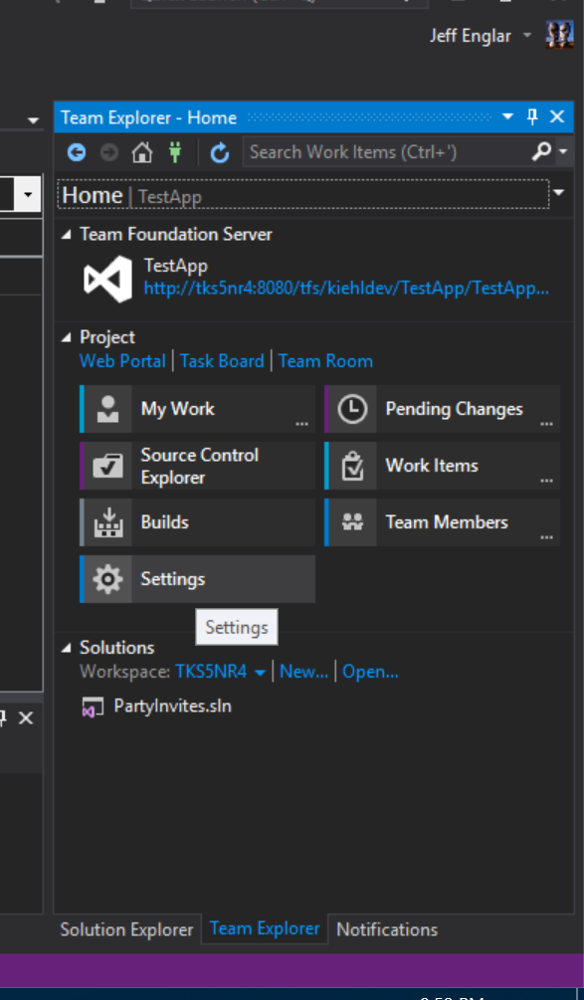 Jeff Englar
Team Explorer - Home
Search Work Items (Ctrl+')
Home | TestApp
Team Foundation Server
TestApp
http://tks5nr4:8080/tfs/kiehldev/TestApp/TestApp...
Project
Web Portal | Task Board | Team Room
My Work ...
Pending Changes ...
Source Control
Explorer
Work Items ...
Builds
Team Members ...
Settings
Settings
Solutions
Workspace: TKS5NR4 | New... | Open...
PartyInvites.sln
Solution Explorer Team Explorer Notifications